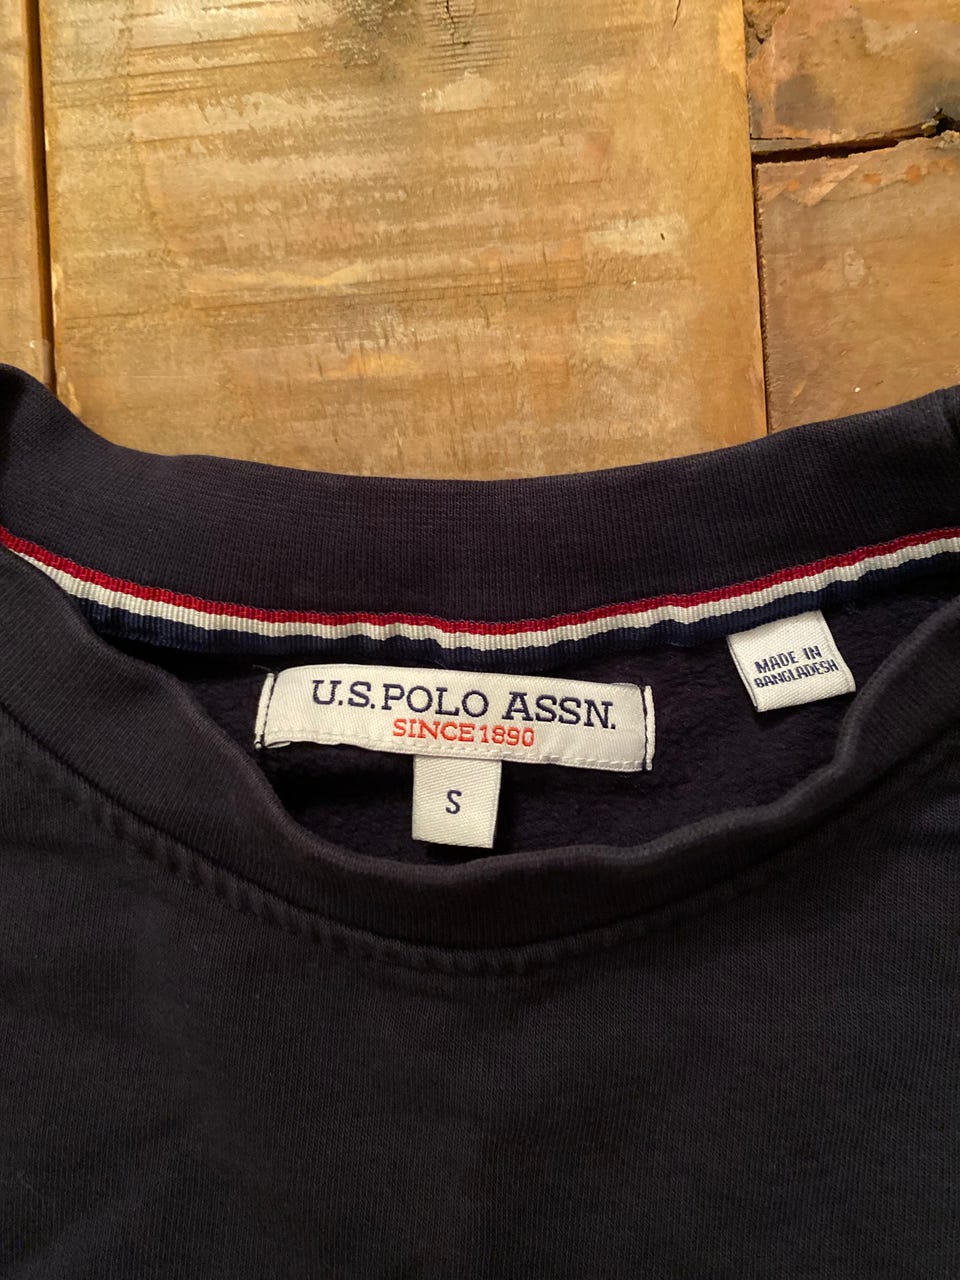 U.S. POLO ASSN.
SINCE 1890
S
MADE IN
BANGLADESH